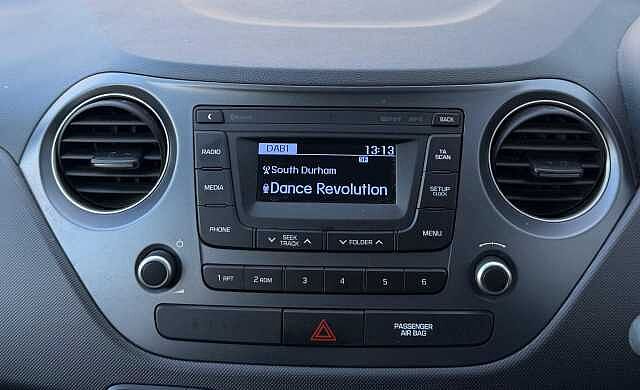 BACK
RADIO
DAB1 13:13
TA
SCAN
South Durham
MEDIA
Dance Revolution
SETUP
CLOCK
PHONE
SEEK
TRACK
FOLDER
MENU
1 RPT 2 RDM 3 4 5 6
PASSENGER
AIR BAG